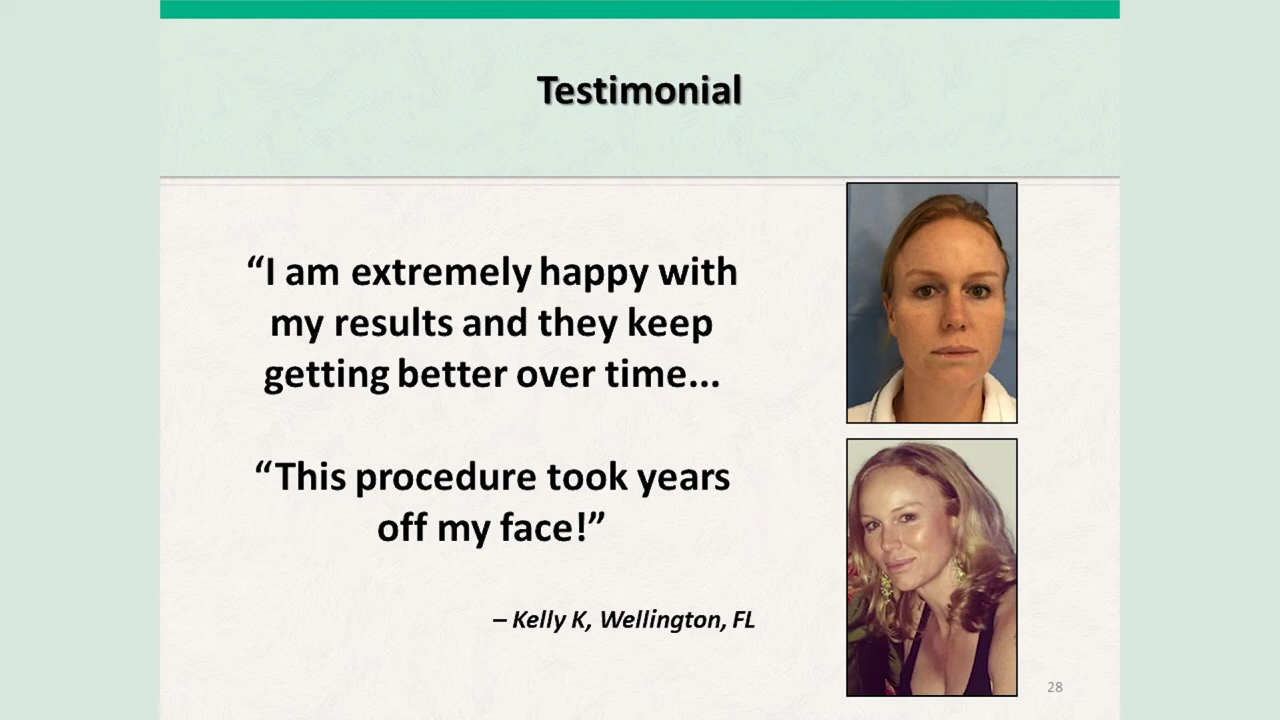 Testimonial
“I am extremely happy with
my results and they keep
getting better over time...
“This procedure took years
off my face!”
– Kelly K, Wellington, FL
28